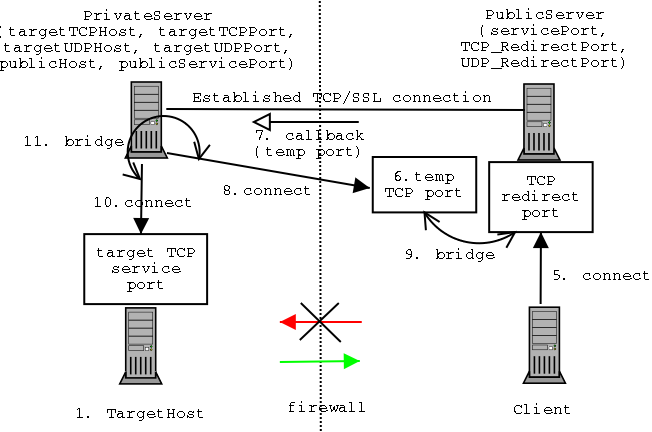 PrivateServer
( targetTCPHost, targetTCPPort,
targetUDPHost, targetUDPPort,
publicHost, publicServicePort)
PublicServer
(servicePort,
TCP_RedirectPort,
UDP_RedirectPort)
Established TCP/SSL connection
7. callback
(temp port)
11. bridge
8.connect
6.temp
TCP port
TCP
redirect
port
10.connect
9. bridge
target TCP
service
port
5. connect
firewall
1. TargetHost
Client